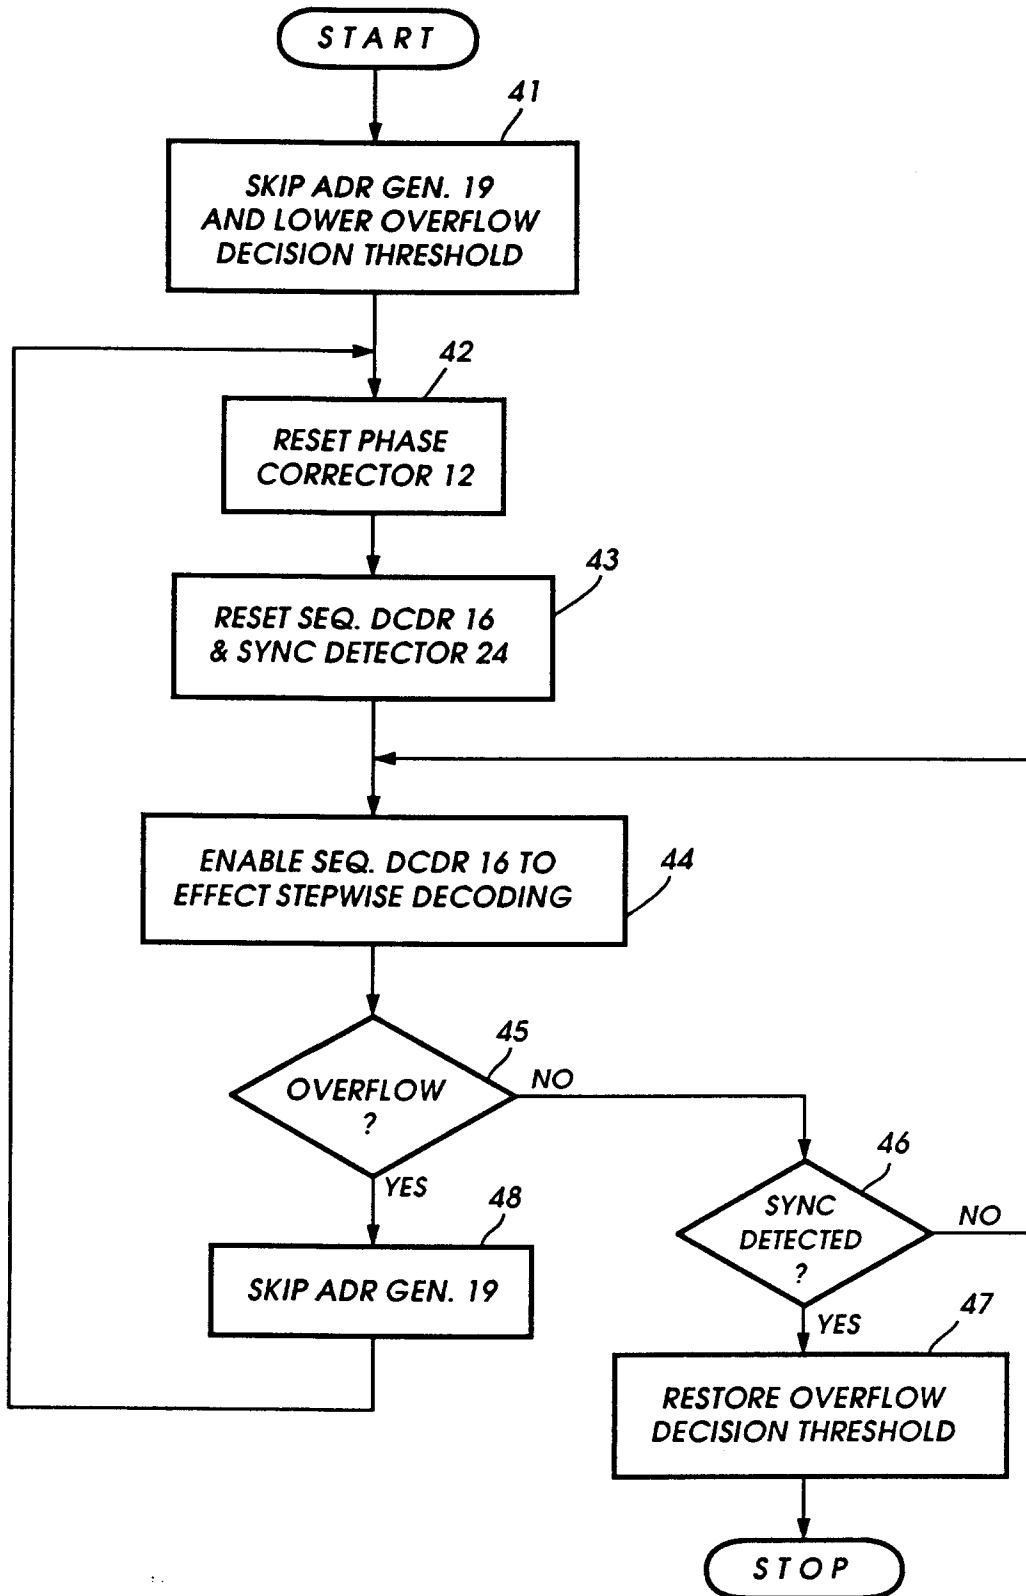 START
41
SKIP ADR GEN. 19
AND LOWER OVERFLOW
DECISION THRESHOLD
42
RESET PHASE
CORRECTOR 12
43
RESET SEQ. DCDR 16
& SYNC DETECTOR 24
ENABLE SEQ. DCDR 16 TO
EFFECT STEPWISE DECODING
44
45
OVERFLOW
?
NO
YES
46
SYNC
DETECTED
?
NO
YES
48
SKIP ADR GEN. 19
47
RESTORE OVERFLOW
DECISION THRESHOLD
STOP